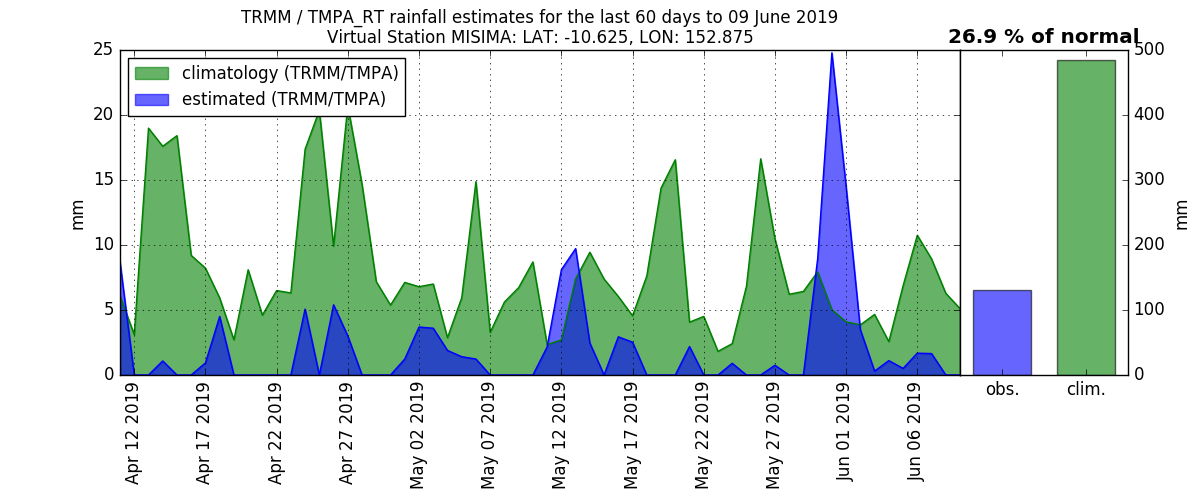 TRMM / TMPA_RT rainfall estimates for the last 60 days to 09 June 2019
Virtual Station MISIMA: LAT: -10.625, LON: 152.875
26.9 % of normal
climatology (TRMM/TMPA)
estimated (TRMM/TMPA)
25
20
15
10
5
0
mm
500
400
300
200
100
0
mm
Apr 12 2019
Apr 17 2019
Apr 22 2019
Apr 27 2019
May 02 2019
May 07 2019
May 12 2019
May 17 2019
May 22 2019
May 27 2019
Jun 01 2019
Jun 06 2019
obs.
clim.